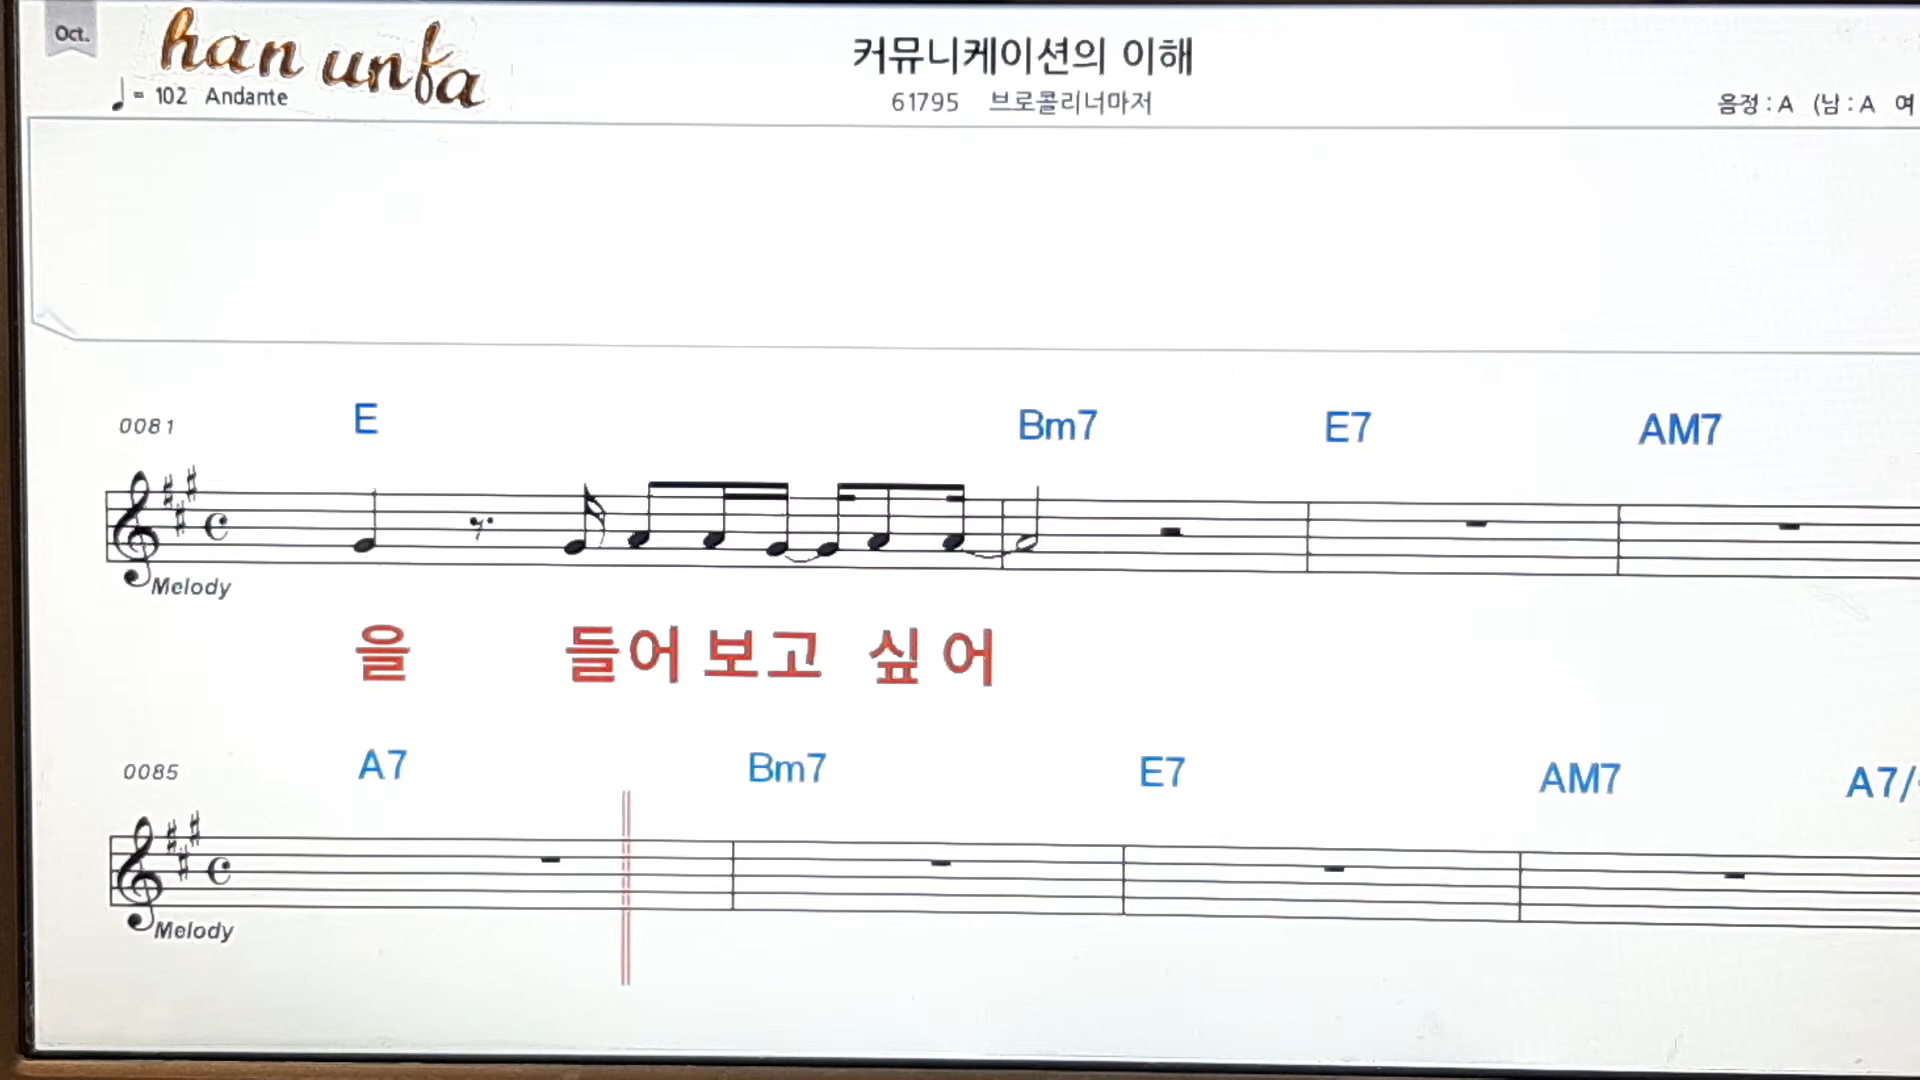 Oct.
han unfa
= 102 Andante
커뮤니케이션의 이해
61795 브로콜리너마저
음정 : A (남 : A 여
0081 E Bm7 E7 AM7
Melody
을 들어 보고 싶 어
0085 A7 Bm7 E7 AM7 A7/
Melody